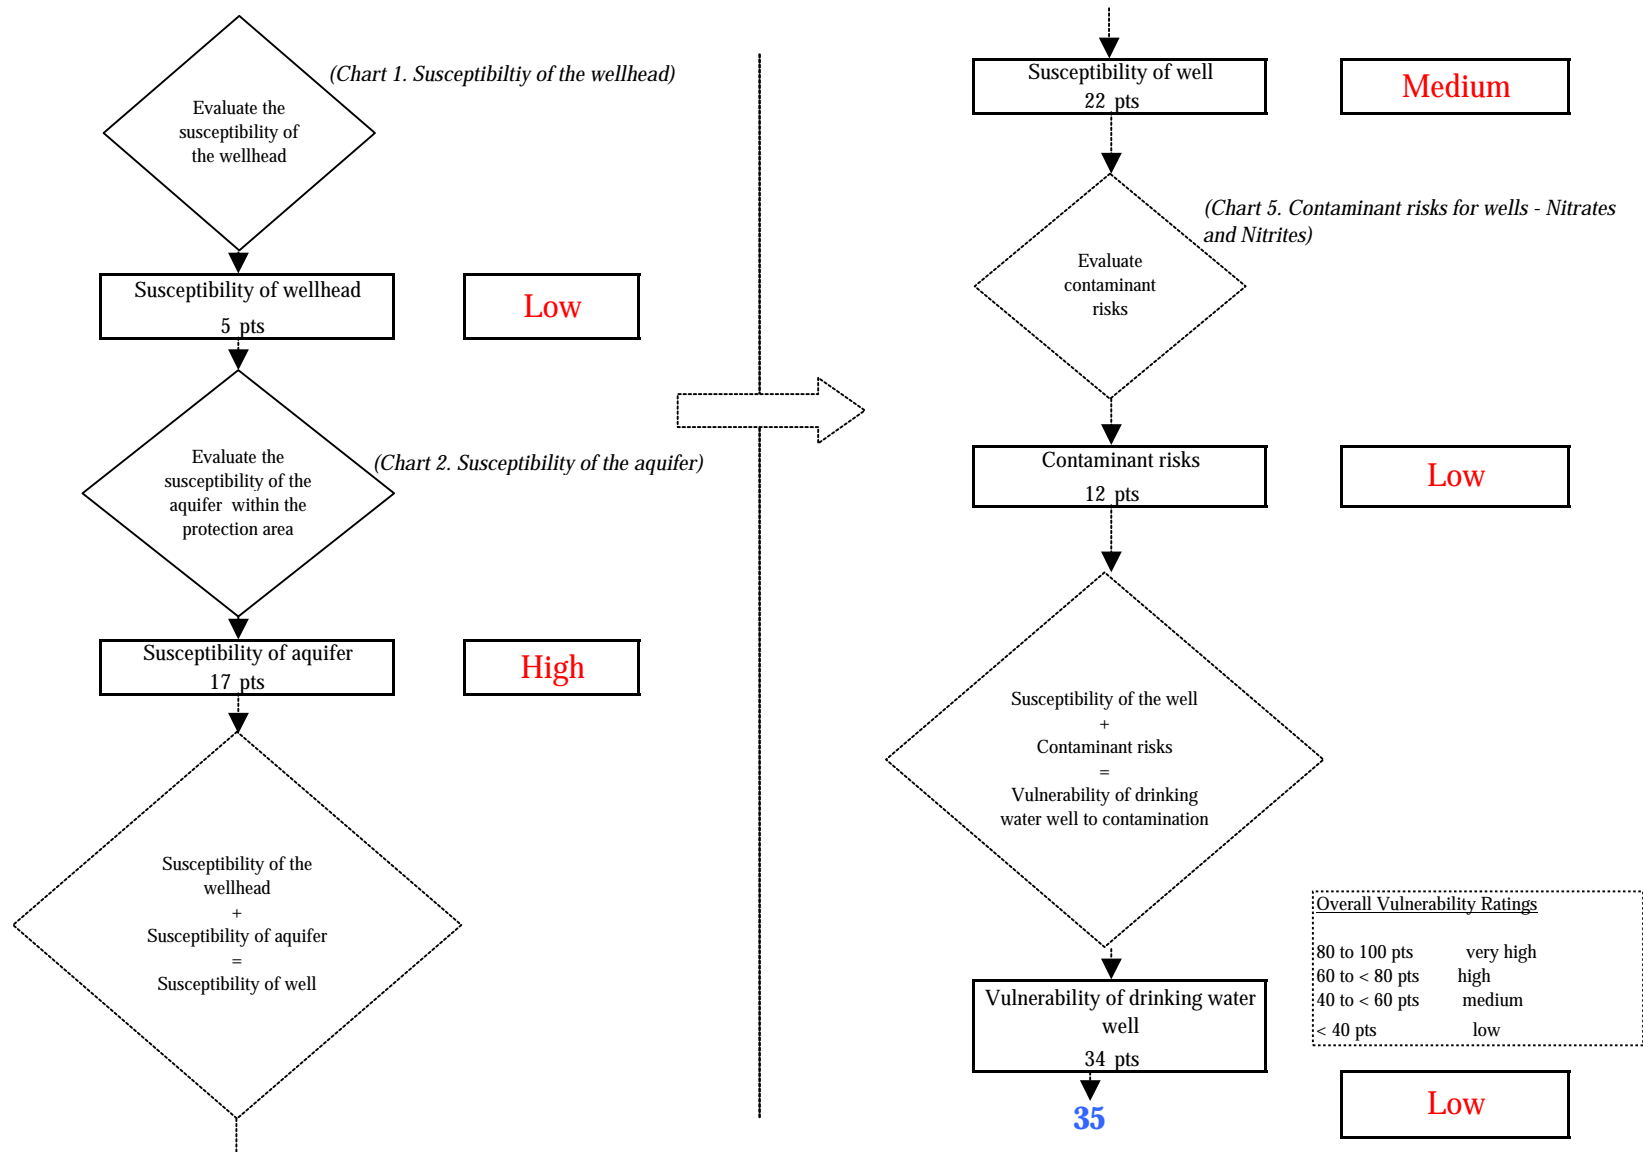 (Chart 1. Susceptibiltiy of the wellhead)
Evaluate the
susceptibility of
the wellhead
Susceptibility of wellhead
5 pts
Low
Evaluate the
susceptibility of the
aquifer within the
protection area
(Chart 2. Susceptibility of the aquifer)
Susceptibility of aquifer
17 pts
High
Susceptibility of the
wellhead
+
Susceptibility of aquifer
=
Susceptibility of well
Susceptibility of well
22 pts
Medium
(Chart 5. Contaminant risks for wells - Nitrates
and Nitrites)
Evaluate
contaminant
risks
Contaminant risks
12 pts
Low
Susceptibility of the well
+
Contaminant risks
=
Vulnerability of drinking
water well to contamination
Overall Vulnerability Ratings
80 to 100 pts very high
60 to < 80 pts high
40 to < 60 pts medium
< 40 pts low
Vulnerability of drinking water
well
34 pts
35
Low